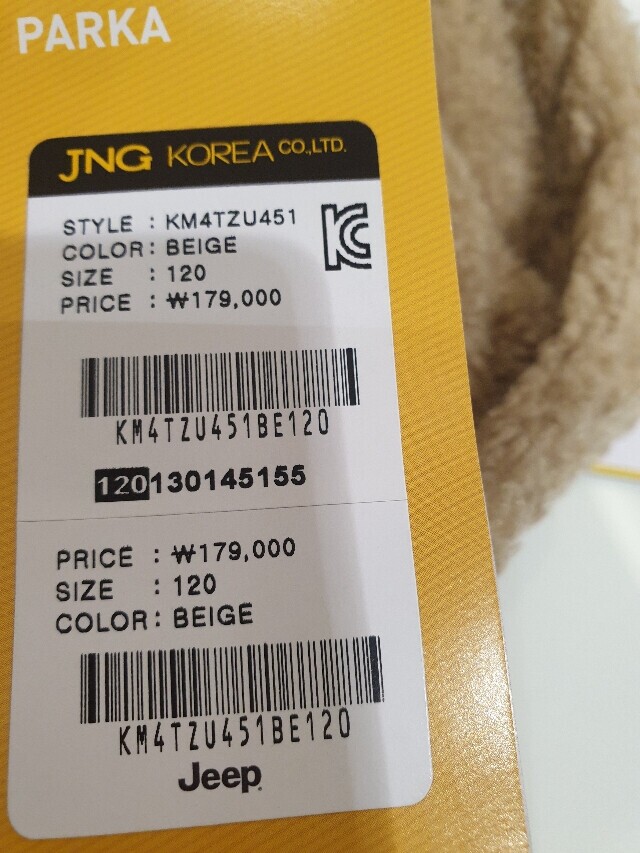 PARKA
JNG KOREA CO.,LTD.
STYLE : KM4TZU451
COLOR : BEIGE
SIZE : 120
PRICE : ₩179,000
KM4TZU451BE120
120130145155
PRICE : ₩179,000
SIZE : 120
COLOR : BEIGE
KM4TZU451BE120
Jeep